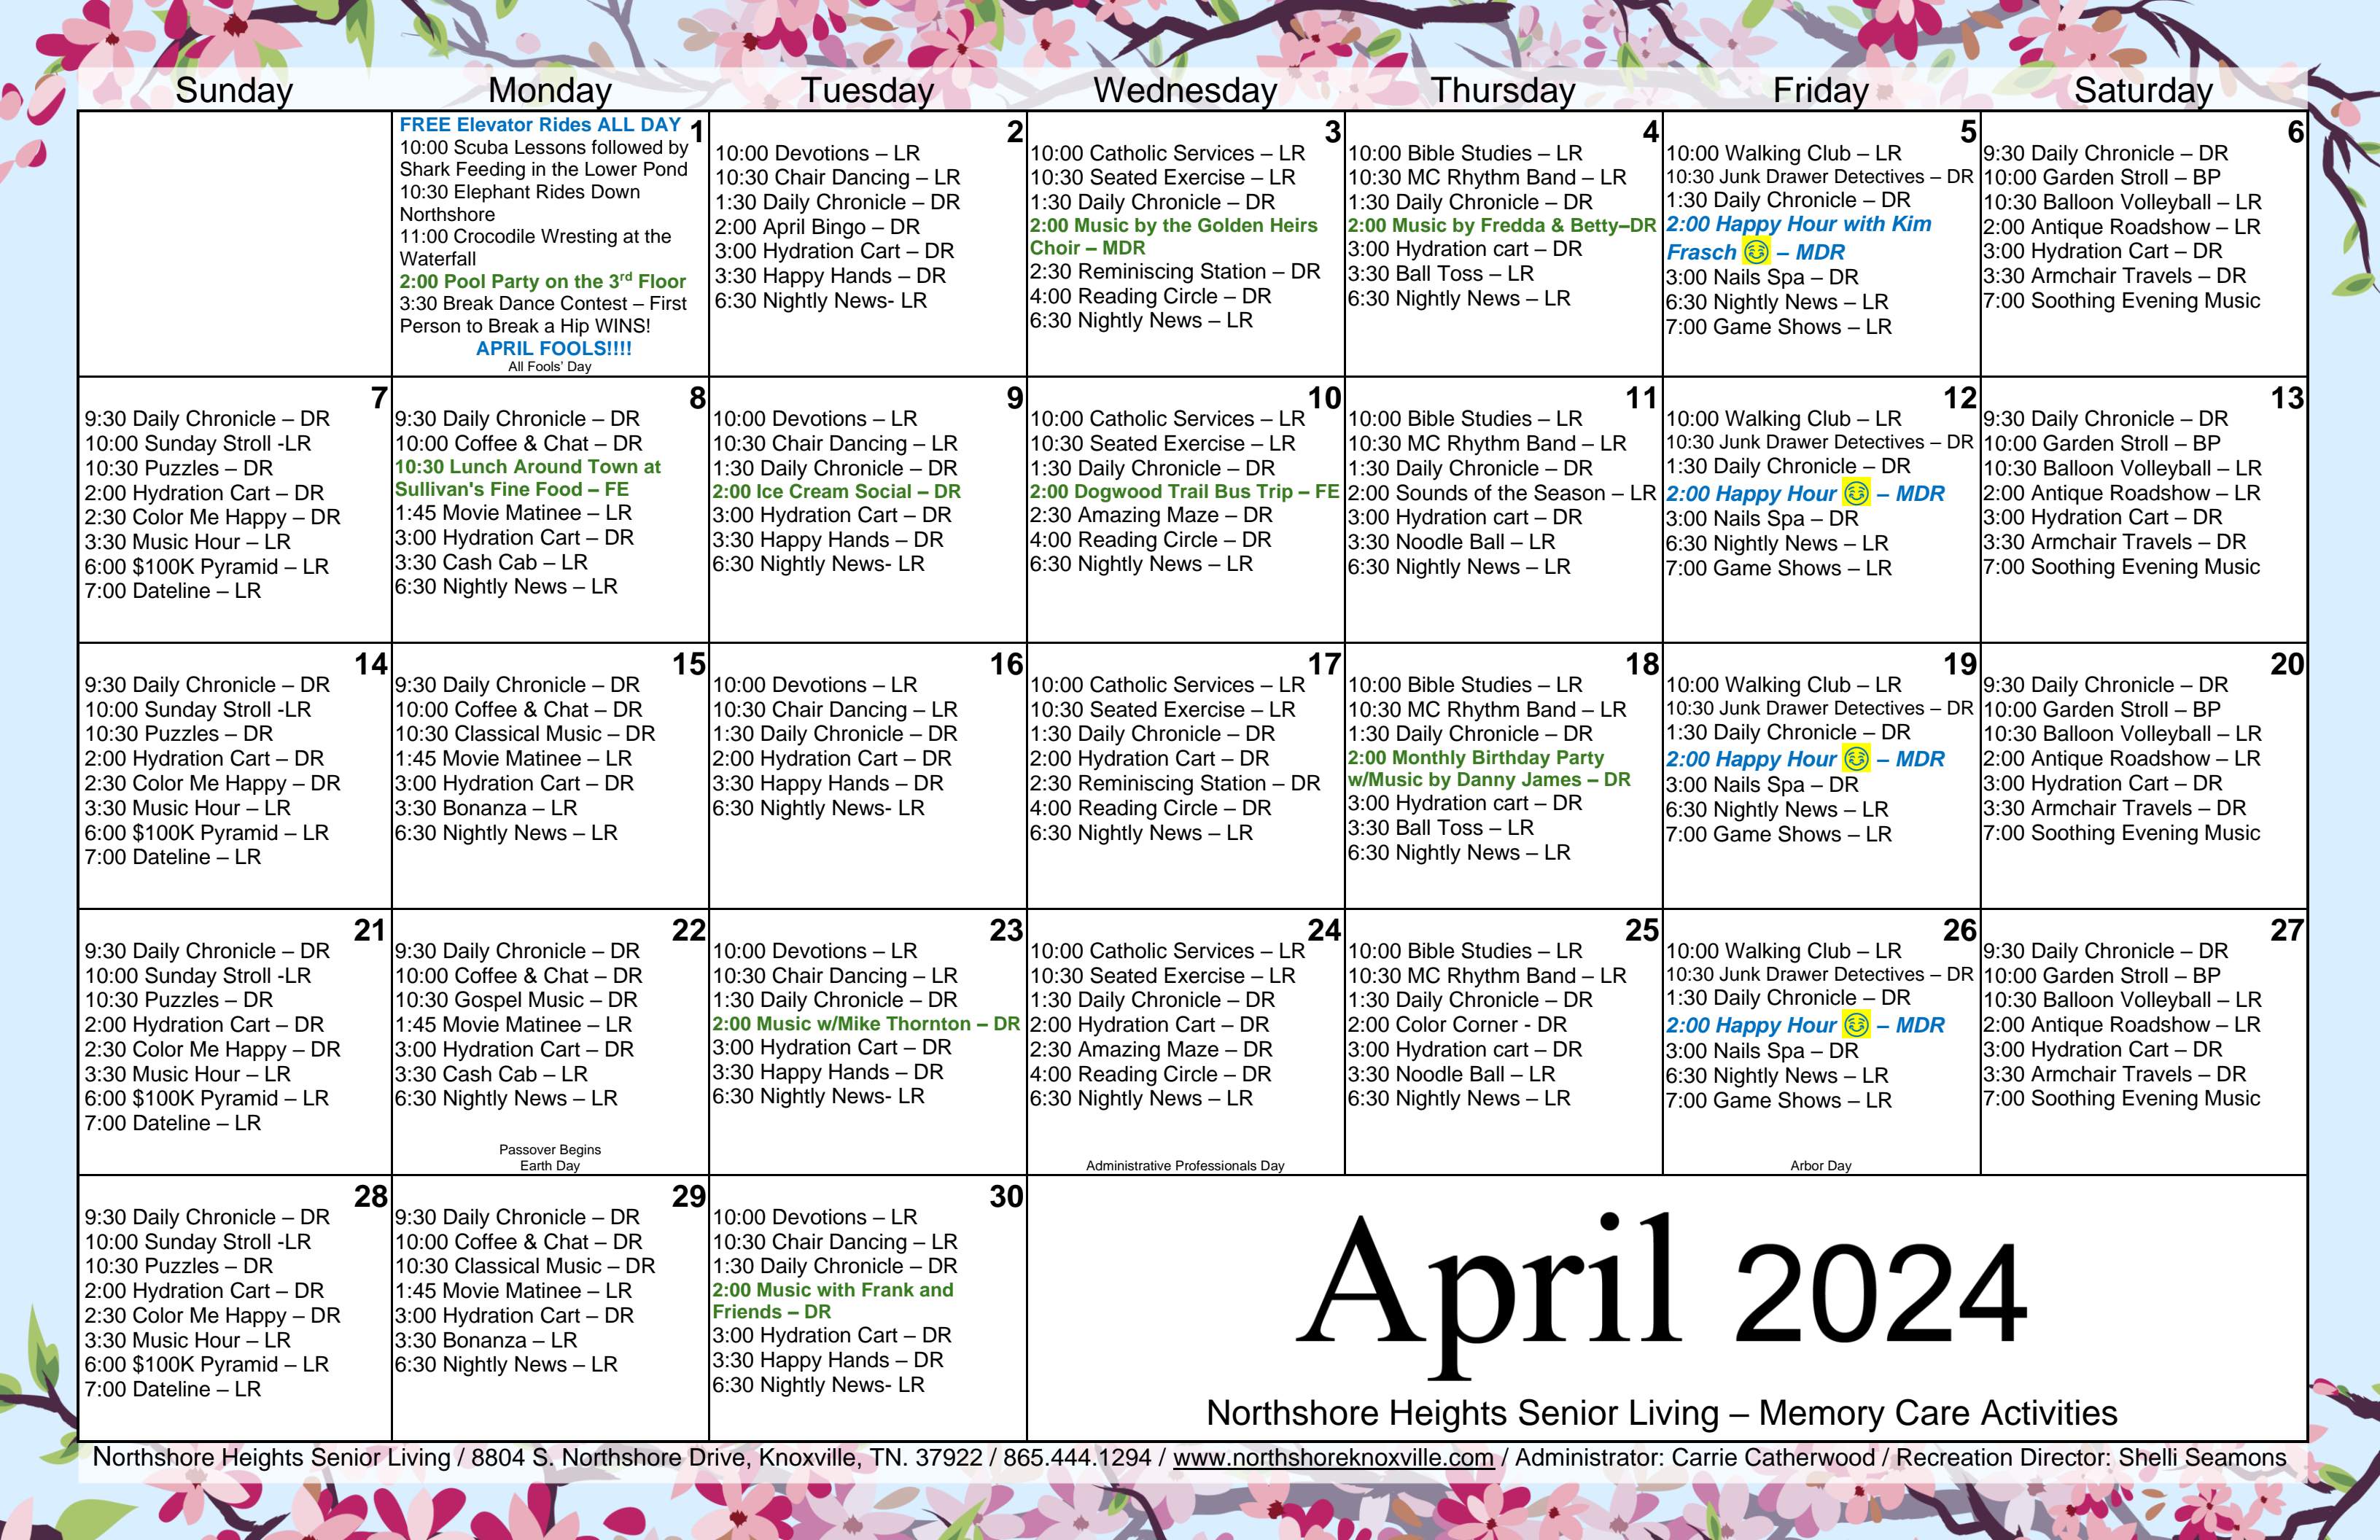 Sunday
Monday
Tuesday
Wednesday
Thursday
Friday
Saturday
FREE Elevator Rides ALL DAY
1
10:00 Scuba Lessons followed by
Shark Feeding in the Lower Pond
10:30 Elephant Rides Down
Northshore
11:00 Crocodile Wresting at the
Waterfall
2:00 Pool Party on the 3rd Floor
3:30 Break Dance Contest – First
Person to Break a Hip WINS!
APRIL FOOLS!!!!
All Fools' Day
2
10:00 Devotions – LR
10:30 Chair Dancing – LR
1:30 Daily Chronicle – DR
2:00 April Bingo – DR
3:00 Hydration Cart – DR
3:30 Happy Hands – DR
6:30 Nightly News- LR
3
10:00 Catholic Services – LR
10:30 Seated Exercise – LR
1:30 Daily Chronicle – DR
2:00 Music by the Golden Heirs
Choir – MDR
2:30 Reminiscing Station – DR
4:00 Reading Circle – DR
6:30 Nightly News – LR
4
10:00 Bible Studies – LR
10:30 MC Rhythm Band – LR
1:30 Daily Chronicle – DR
2:00 Music by Fredda & Betty–DR
3:00 Hydration cart – DR
3:30 Ball Toss – LR
6:30 Nightly News – LR
5
10:00 Walking Club – LR
10:30 Junk Drawer Detectives – DR
1:30 Daily Chronicle – DR
2:00 Happy Hour with Kim
Frasch 😂 – MDR
3:00 Nails Spa – DR
6:30 Nightly News – LR
7:00 Game Shows – LR
6
9:30 Daily Chronicle – DR
10:00 Garden Stroll – BP
10:30 Balloon Volleyball – LR
2:00 Antique Roadshow – LR
3:00 Hydration Cart – DR
3:30 Armchair Travels – DR
7:00 Soothing Evening Music
7
9:30 Daily Chronicle – DR
10:00 Sunday Stroll -LR
10:30 Puzzles – DR
2:00 Hydration Cart – DR
2:30 Color Me Happy – DR
3:30 Music Hour – LR
6:00 $100K Pyramid – LR
7:00 Dateline – LR
8
9:30 Daily Chronicle – DR
10:00 Coffee & Chat – DR
10:30 Lunch Around Town at
Sullivan's Fine Food – FE
1:45 Movie Matinee – LR
3:00 Hydration Cart – DR
3:30 Cash Cab – LR
6:30 Nightly News – LR
9
10:00 Devotions – LR
10:30 Chair Dancing – LR
1:30 Daily Chronicle – DR
2:00 Ice Cream Social – DR
3:00 Hydration Cart – DR
3:30 Happy Hands – DR
6:30 Nightly News- LR
10
10:00 Catholic Services – LR
10:30 Seated Exercise – LR
1:30 Daily Chronicle – DR
2:00 Dogwood Trail Bus Trip – FE
2:30 Amazing Maze – DR
4:00 Reading Circle – DR
6:30 Nightly News – LR
11
10:00 Bible Studies – LR
10:30 MC Rhythm Band – LR
1:30 Daily Chronicle – DR
2:00 Sounds of the Season – LR
3:00 Hydration cart – DR
3:30 Noodle Ball – LR
6:30 Nightly News – LR
12
10:00 Walking Club – LR
10:30 Junk Drawer Detectives – DR
1:30 Daily Chronicle – DR
2:00 Happy Hour 😂 – MDR
3:00 Nails Spa – DR
6:30 Nightly News – LR
7:00 Game Shows – LR
13
9:30 Daily Chronicle – DR
10:00 Garden Stroll – BP
10:30 Balloon Volleyball – LR
2:00 Antique Roadshow – LR
3:00 Hydration Cart – DR
3:30 Armchair Travels – DR
7:00 Soothing Evening Music
14
9:30 Daily Chronicle – DR
10:00 Sunday Stroll -LR
10:30 Puzzles – DR
2:00 Hydration Cart – DR
2:30 Color Me Happy – DR
3:30 Music Hour – LR
6:00 $100K Pyramid – LR
7:00 Dateline – LR
15
9:30 Daily Chronicle – DR
10:00 Coffee & Chat – DR
10:30 Classical Music – DR
1:45 Movie Matinee – LR
3:00 Hydration Cart – DR
3:30 Bonanza – LR
6:30 Nightly News – LR
16
10:00 Devotions – LR
10:30 Chair Dancing – LR
1:30 Daily Chronicle – DR
2:00 Hydration Cart – DR
3:30 Happy Hands – DR
6:30 Nightly News- LR
17
10:00 Catholic Services – LR
10:30 Seated Exercise – LR
1:30 Daily Chronicle – DR
2:00 Hydration Cart – DR
2:30 Reminiscing Station – DR
4:00 Reading Circle – DR
6:30 Nightly News – LR
18
10:00 Bible Studies – LR
10:30 MC Rhythm Band – LR
1:30 Daily Chronicle – DR
2:00 Monthly Birthday Party
w/Music by Danny James – DR
3:00 Hydration cart – DR
3:30 Ball Toss – LR
6:30 Nightly News – LR
19
10:00 Walking Club – LR
10:30 Junk Drawer Detectives – DR
1:30 Daily Chronicle – DR
2:00 Happy Hour 😂 – MDR
3:00 Nails Spa – DR
6:30 Nightly News – LR
7:00 Game Shows – LR
20
9:30 Daily Chronicle – DR
10:00 Garden Stroll – BP
10:30 Balloon Volleyball – LR
2:00 Antique Roadshow – LR
3:00 Hydration Cart – DR
3:30 Armchair Travels – DR
7:00 Soothing Evening Music
21
9:30 Daily Chronicle – DR
10:00 Sunday Stroll -LR
10:30 Puzzles – DR
2:00 Hydration Cart – DR
2:30 Color Me Happy – DR
3:30 Music Hour – LR
6:00 $100K Pyramid – LR
7:00 Dateline – LR
22
9:30 Daily Chronicle – DR
10:00 Coffee & Chat – DR
10:30 Gospel Music – DR
1:45 Movie Matinee – LR
3:00 Hydration Cart – DR
3:30 Cash Cab – LR
6:30 Nightly News – LR
Passover Begins
Earth Day
23
10:00 Devotions – LR
10:30 Chair Dancing – LR
1:30 Daily Chronicle – DR
2:00 Music w/Mike Thornton – DR
3:00 Hydration Cart – DR
3:30 Happy Hands – DR
6:30 Nightly News- LR
24
10:00 Catholic Services – LR
10:30 Seated Exercise – LR
1:30 Daily Chronicle – DR
2:00 Hydration Cart – DR
2:30 Amazing Maze – DR
4:00 Reading Circle – DR
6:30 Nightly News – LR
Administrative Professionals Day
25
10:00 Bible Studies – LR
10:30 MC Rhythm Band – LR
1:30 Daily Chronicle – DR
2:00 Color Corner - DR
3:00 Hydration cart – DR
3:30 Noodle Ball – LR
6:30 Nightly News – LR
26
10:00 Walking Club – LR
10:30 Junk Drawer Detectives – DR
1:30 Daily Chronicle – DR
2:00 Happy Hour 😂 – MDR
3:00 Nails Spa – DR
6:30 Nightly News – LR
7:00 Game Shows – LR
Arbor Day
27
9:30 Daily Chronicle – DR
10:00 Garden Stroll – BP
10:30 Balloon Volleyball – LR
2:00 Antique Roadshow – LR
3:00 Hydration Cart – DR
3:30 Armchair Travels – DR
7:00 Soothing Evening Music
28
9:30 Daily Chronicle – DR
10:00 Sunday Stroll -LR
10:30 Puzzles – DR
2:00 Hydration Cart – DR
2:30 Color Me Happy – DR
3:30 Music Hour – LR
6:00 $100K Pyramid – LR
7:00 Dateline – LR
29
9:30 Daily Chronicle – DR
10:00 Coffee & Chat – DR
10:30 Classical Music – DR
1:45 Movie Matinee – LR
3:00 Hydration Cart – DR
3:30 Bonanza – LR
6:30 Nightly News – LR
30
10:00 Devotions – LR
10:30 Chair Dancing – LR
1:30 Daily Chronicle – DR
2:00 Music with Frank and
Friends – DR
3:00 Hydration Cart – DR
3:30 Happy Hands – DR
6:30 Nightly News- LR
April 2024
Northshore Heights Senior Living – Memory Care Activities
Northshore Heights Senior Living / 8804 S. Northshore Drive, Knoxville, TN. 37922 / 865.444.1294 / www.northshoreknoxville.com / Administrator: Carrie Catherwood / Recreation Director: Shelli Seamons